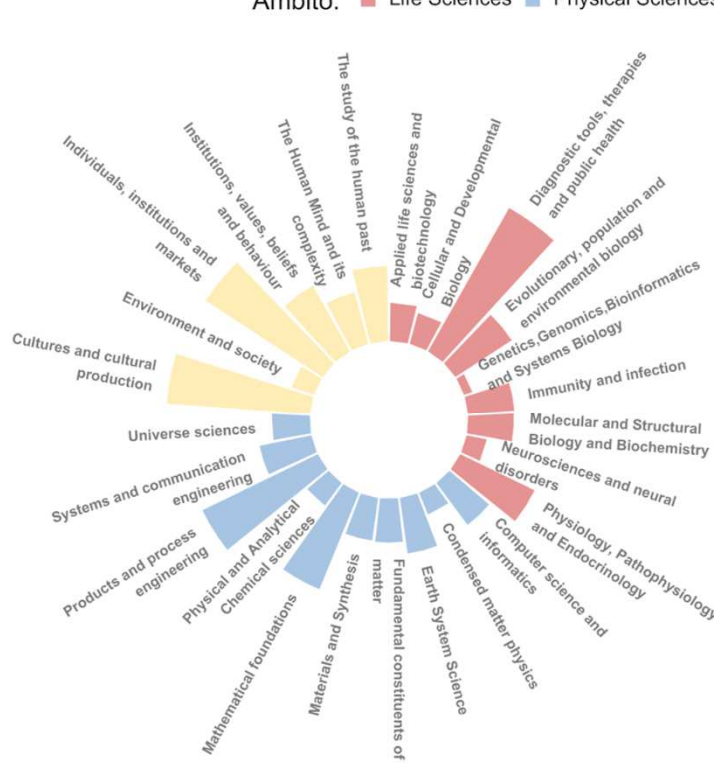 Ambito: Life Sciences Physical Sciences
The study of the human past
Applied life sciences and
biotechnology
Cellular and Developmental
Biology
Diagnostic tools, therapies
and public health
Evolutionary, population and
environmental biology
Genetics,Genomics,Bioinformatics
and Systems Biology
Immunity and infection
Molecular and Structural
Biology and Biochemistry
Neurosciences and neural
disorders
Physiology, Pathophysiology
and Endocrinology
Computer science and
informatics
Condensed matter physics
Earth System Science
Fundamental constituents of
matter
Materials and Synthesis
Mathematical foundations
Physical and Analytical
Chemical sciences
Products and process
engineering
Systems and communication
engineering
Universe sciences
Cultures and cultural
production
Environment and society
Individuals, institutions and
markets
Institutions, values, beliefs
and behaviour
The Human Mind and its
complexity